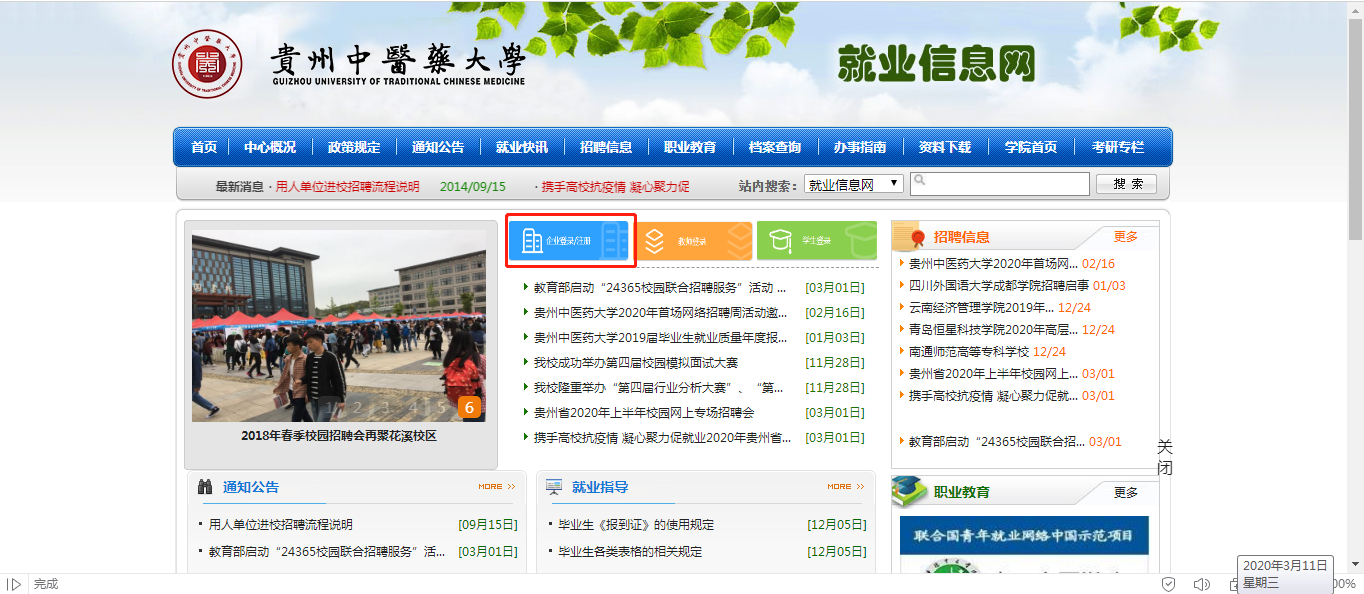 貴州中醫藥大學
GUIZHOU UNIVERSITY OF TRADITIONAL CHINESE MEDICINE
就业信息网
首页 中心概况 政策规定 通知公告 就业快讯 招聘信息 职业教育 档案查询 办事指南 资料下载 学院首页 考研专栏
最新消息 · 用人单位进校招聘流程说明 2014/09/15 · 携手高校抗疫情 凝心聚力促 站内搜索： 就业信息网 搜 索
企业登录/注册 教师登录 学生登录
教育部启动“24365校园联合招聘服务”活动 ... [03月01日]
贵州中医药大学2020年首场网络招聘周活动邀... [02月16日]
贵州中医药大学2019届毕业生就业质量年度报... [01月03日]
我校成功举办第四届校园模拟面试大赛 [11月28日]
我校隆重举办“第四届行业分析大赛”、“第... [11月28日]
贵州省2020年上半年校园网上专场招聘会 [03月01日]
携手高校抗疫情 凝心聚力促就业2020年贵州省... [03月01日]
1 2 3 4 5 6
2018年春季校园招聘会再聚花溪校区
招聘信息 更多
贵州中医药大学2020年首场网... 02/16
四川外国语大学成都学院招聘启事 01/03
云南经济管理学院2019年... 12/24
青岛恒星科技学院2020年高层... 12/24
南通师范高等专科学校 12/24
贵州省2020年上半年校园网上... 03/01
携手高校抗疫情 凝心聚力促就... 03/01
教育部启动“24365校园联合招... 03/01
关
闭
通知公告 MORE >>
用人单位进校招聘流程说明 [09月15日]
教育部启动“24365校园联合招聘服务”活... [03月01日]
就业指导 MORE >>
毕业生《报到证》的使用规定 [12月05日]
毕业生各类表格的相关规定 [12月05日]
职业教育 更多
联合国青年就业网络中国示范项目
完成
2020年3月11日
星期三
00%